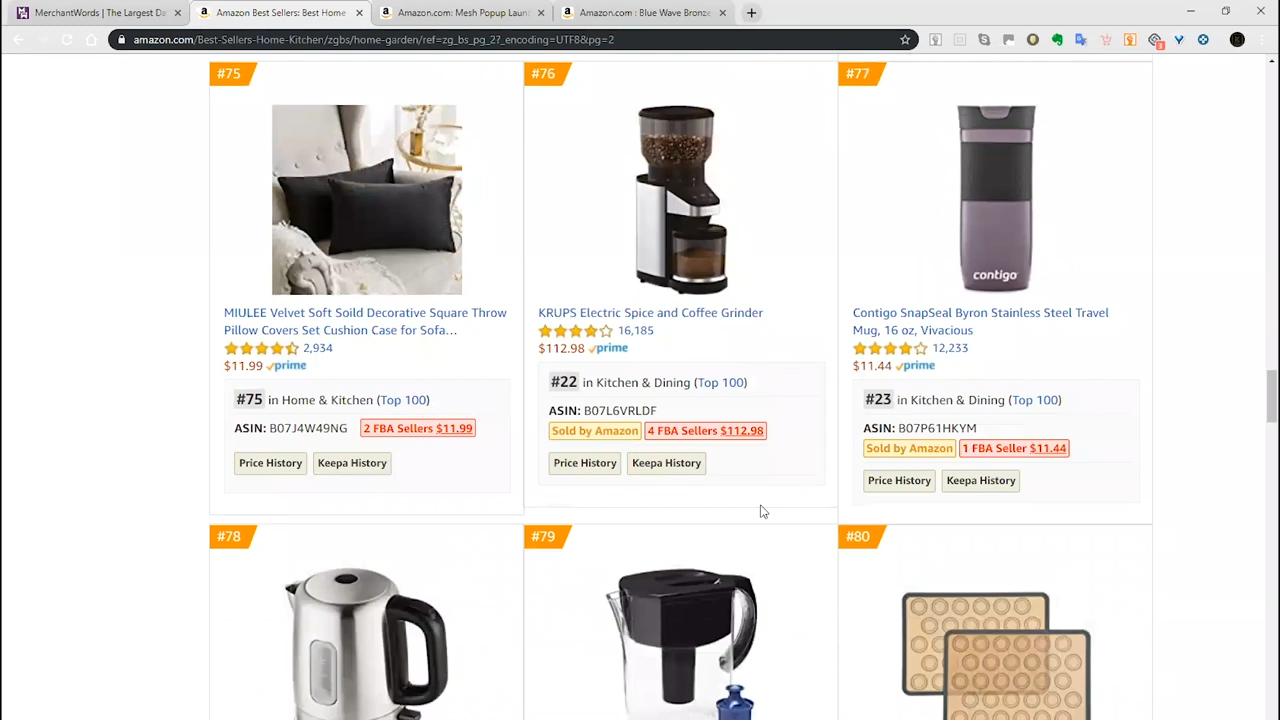 MerchantWords | The Largest Da
Amazon Best Sellers: Best Home
Amazon.com: Mesh Popup Laun
Amazon.com : Blue Wave Bronze
amazon.com/Best-Sellers-Home-Kitchen/zgbs/home-garden/ref=zg_bs_pg_2?_encoding=UTF8&pg=2
#75
MIULEE Velvet Soft Soild Decorative Square Throw
Pillow Covers Set Cushion Case for Sofa…
2,934
$11.99 prime
#75 in Home & Kitchen (Top 100)
ASIN: B07J4W49NG 2 FBA Sellers $11.99
Price History Keepa History
#76
KRUPS Electric Spice and Coffee Grinder
16,185
$112.98 prime
#22 in Kitchen & Dining (Top 100)
ASIN: B07L6VRLDF
Sold by Amazon 4 FBA Sellers $112.98
Price History Keepa History
#77
contigo
Contigo SnapSeal Byron Stainless Steel Travel
Mug, 16 oz, Vivacious
12,233
$11.44 prime
#23 in Kitchen & Dining (Top 100)
ASIN: B07P61HKYM
Sold by Amazon 1 FBA Seller $11.44
Price History Keepa History
#78
#79
#80